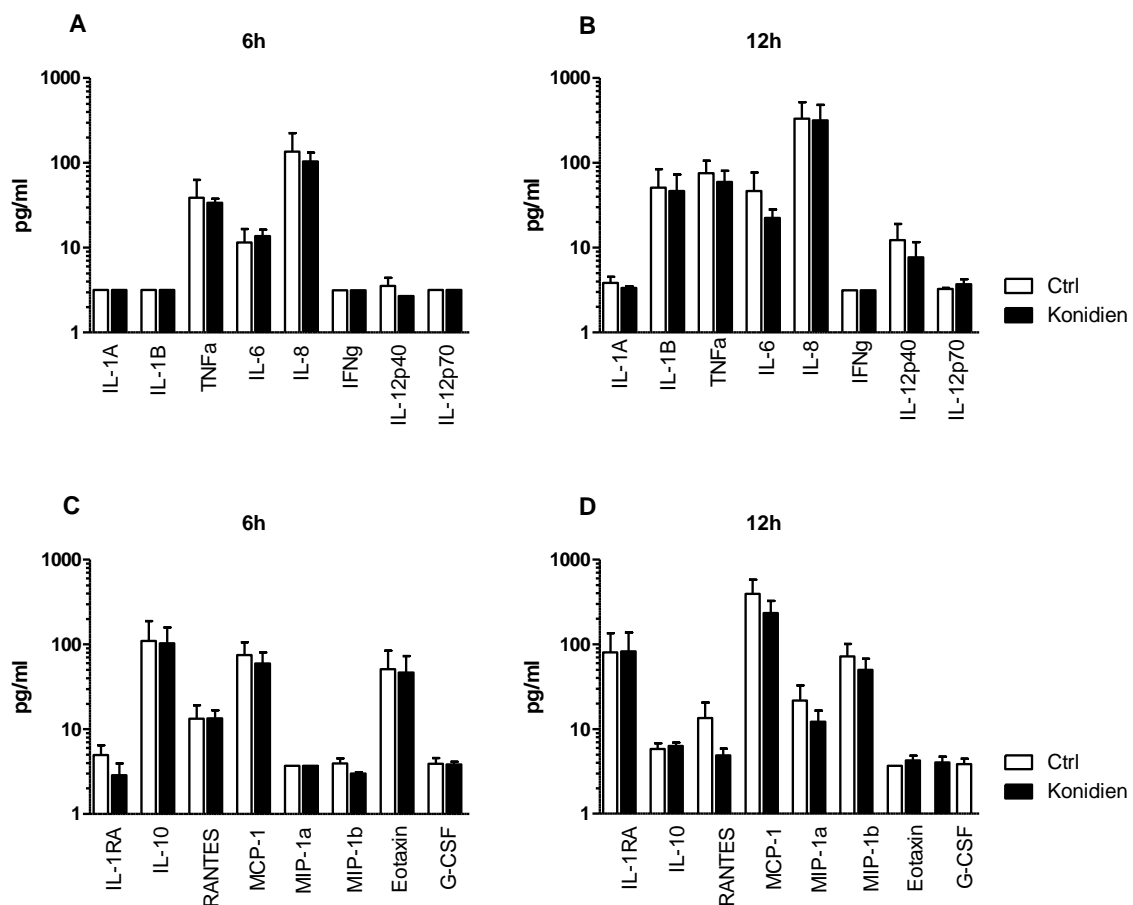 A
6h
pg/ml
1000
100
10
1
IL-1A
IL-1B
TNFa
IL-6
IL-8
IFNg
IL-12p40
IL-12p70
B
12h
pg/ml
1000
100
10
1
IL-1A
IL-1B
TNFa
IL-6
IL-8
IFNg
IL-12p40
IL-12p70
Ctrl
Konidien
C
6h
pg/ml
1000
100
10
1
IL-1RA
IL-10
RANTES
MCP-1
MIP-1a
MIP-1b
Eotaxin
G-CSF
D
12h
pg/ml
1000
100
10
1
IL-1RA
IL-10
RANTES
MCP-1
MIP-1a
MIP-1b
Eotaxin
G-CSF
Ctrl
Konidien